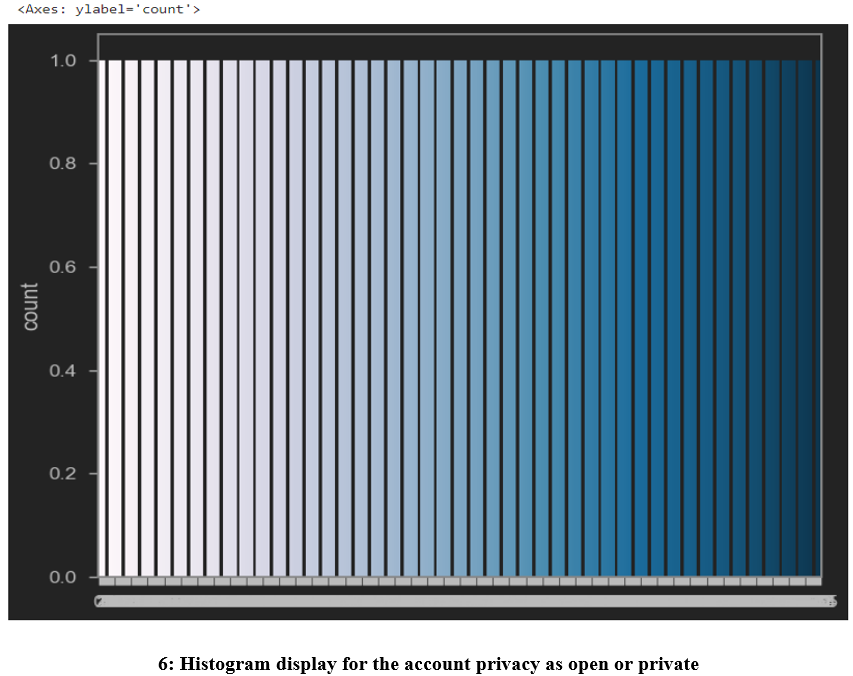 <Axes: ylabel='count'>
1.0
0.8
0.6
0.4
0.2
0.0
count
6: Histogram display for the account privacy as open or private